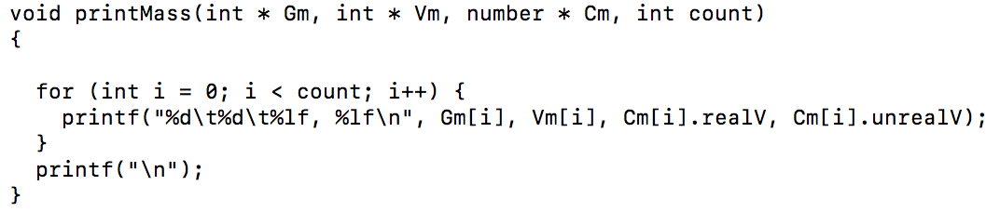 void printMass(int * Gm, int * Vm, number * Cm, int count)
{
for (int i = 0; i < count; i++) {
printf("%d\t%d\t%lf, %lf\n", Gm[i], Vm[i], Cm[i].realV, Cm[i].unrealV);
}
printf("\n");
}